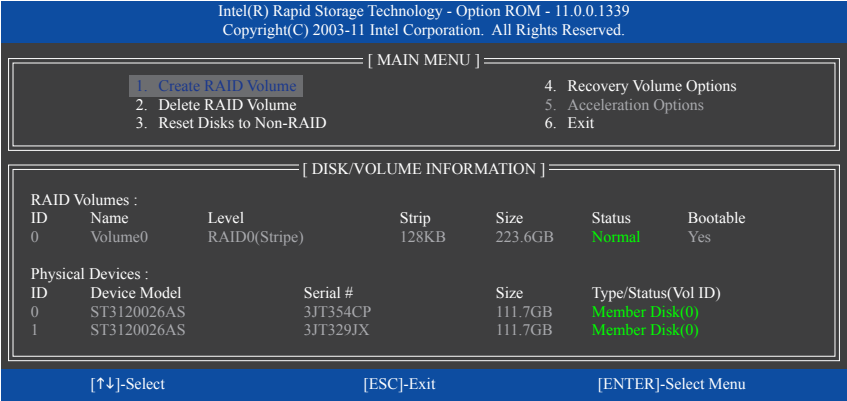 Intel(R) Rapid Storage Technology - Option ROM - 11.0.0.1339
Copyright(C) 2003-11 Intel Corporation.  All Rights Reserved.
[ MAIN MENU ]
1.  Create RAID Volume
2.  Delete RAID Volume
3.  Reset Disks to Non-RAID
4.  Recovery Volume Options
5.  Acceleration Options
6.  Exit
[ DISK/VOLUME INFORMATION ]
RAID Volumes :
ID Name Level Strip Size Status Bootable
0 Volume0 RAID0(Stripe) 128KB 223.6GB Normal Yes
Physical Devices :
ID Device Model Serial # Size Type/Status(Vol ID)
0 ST3120026AS 3JT354CP 111.7GB Member Disk(0)
1 ST3120026AS 3JT329JX 111.7GB Member Disk(0)
[↑↓]-Select [ESC]-Exit [ENTER]-Select Menu